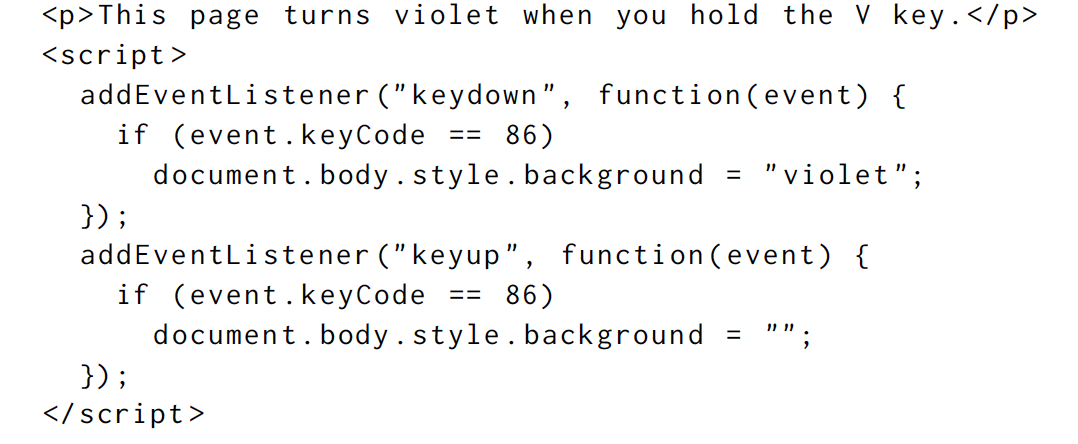 <p>This page turns violet when you hold the V key.</p>
<script>
  addEventListener("keydown", function(event) {
    if (event.keyCode == 86)
      document.body.style.background = "violet";
  });
  addEventListener("keyup", function(event) {
    if (event.keyCode == 86)
      document.body.style.background = "";
  });
</script>